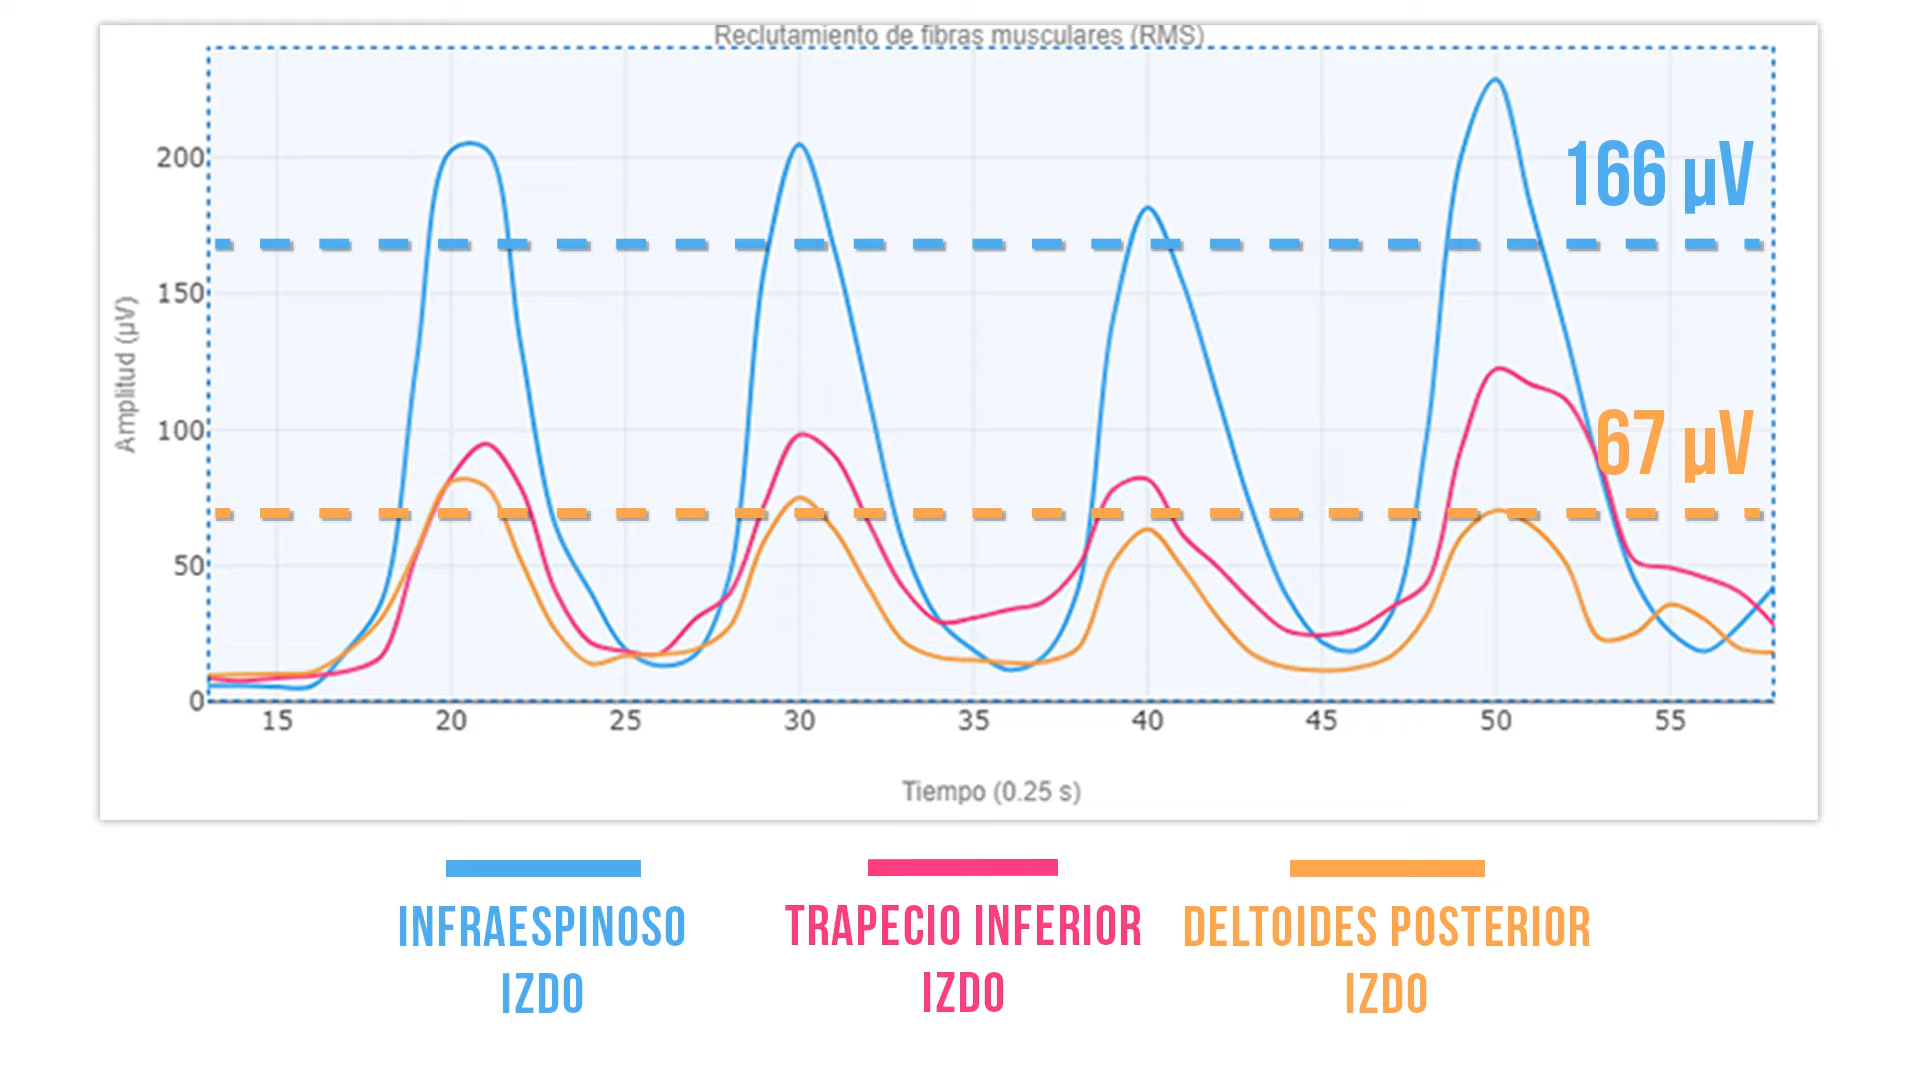 Reclutamiento de fibras musculares (RMS)
166 µV
67 µV
Amplitud (µV)
200
150
100
50
0
15 20 25 30 35 40 45 50 55
Tiempo (0.25 s)
INFRAESPINOSO
IZDO
TRAPECIO INFERIOR
IZDO
DELTOIDES POSTERIOR
IZDO